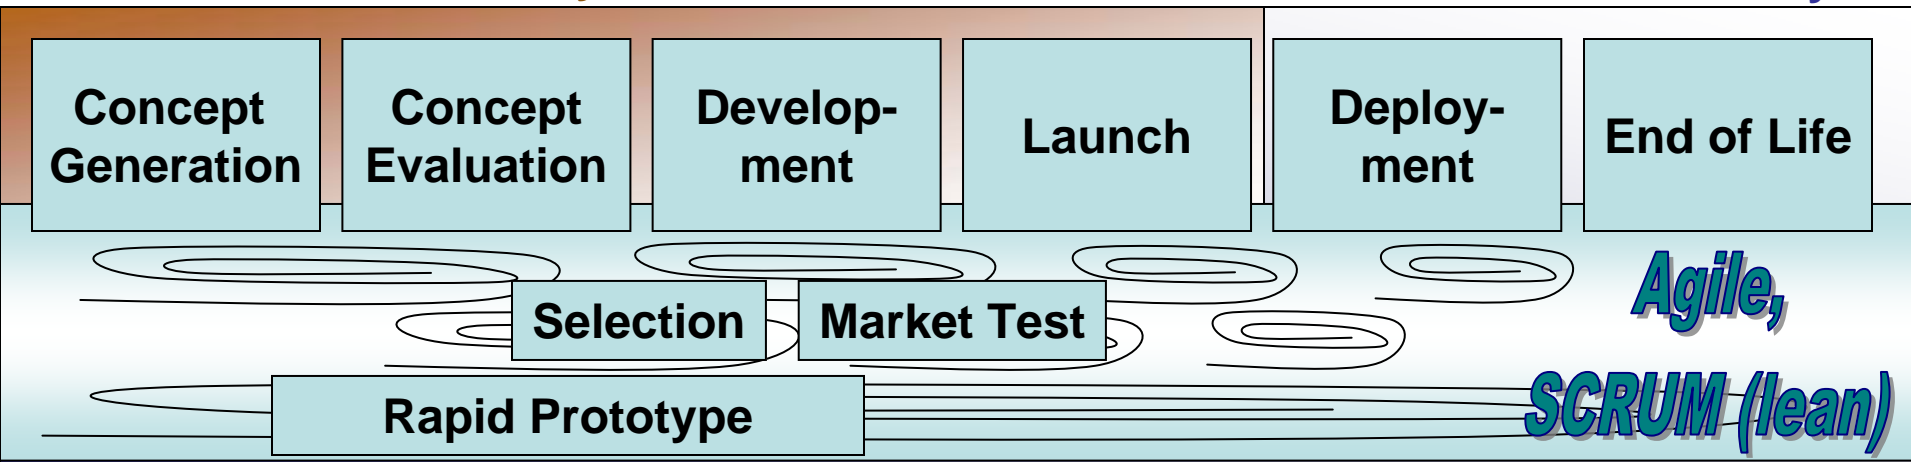 Concept
Generation
Concept
Evaluation
Develop-
ment
Launch
Deploy-
ment
End of Life
Selection
Market Test
Agile,
Rapid Prototype
SCRUM (lean)